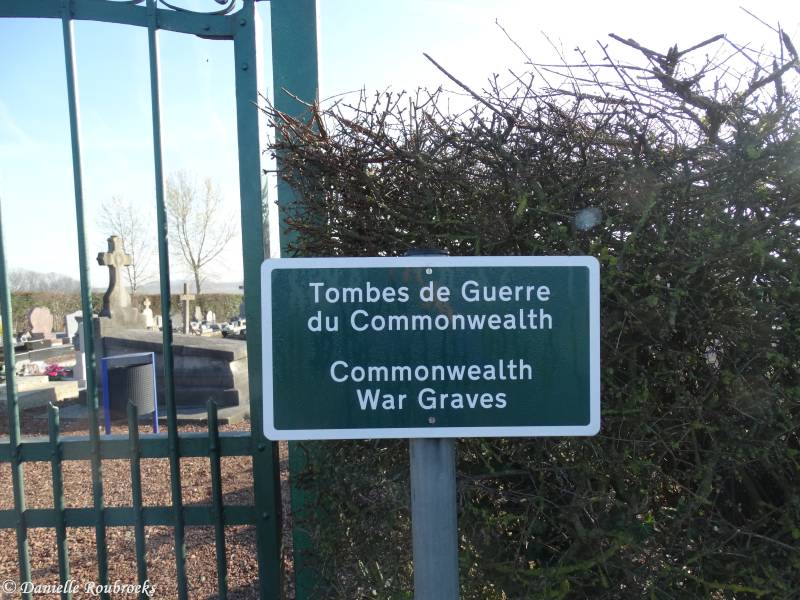 Tombes de Guerre
du Commonwealth
Commonwealth
War Graves
© Danielle Roubroeks